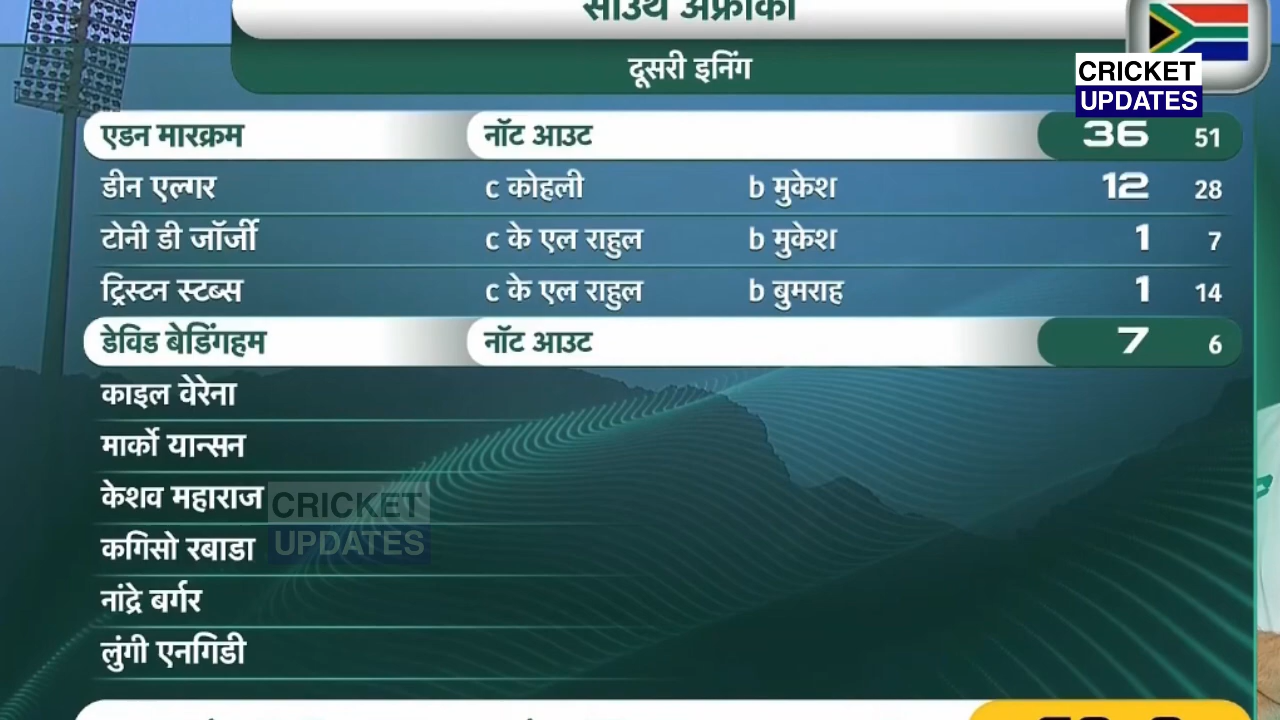 साउथ अफ्रीका
दूसरी इनिंग
CRICKET
UPDATES
एडन मारक्रम नॉट आउट 36 51
डीन एल्गर c कोहली b मुकेश 12 28
टोनी डी जॉर्जी c के एल राहुल b मुकेश 1 7
ट्रिस्टन स्टब्स c के एल राहुल b बुमराह 1 14
डेविड बेडिंगहम नॉट आउट 7 6
काइल वेरेना
मार्को यान्सन
केशव महाराज
CRICKET
UPDATES
कगिसो रबाडा
नांद्रे बर्गर
लुंगी एनगिडी